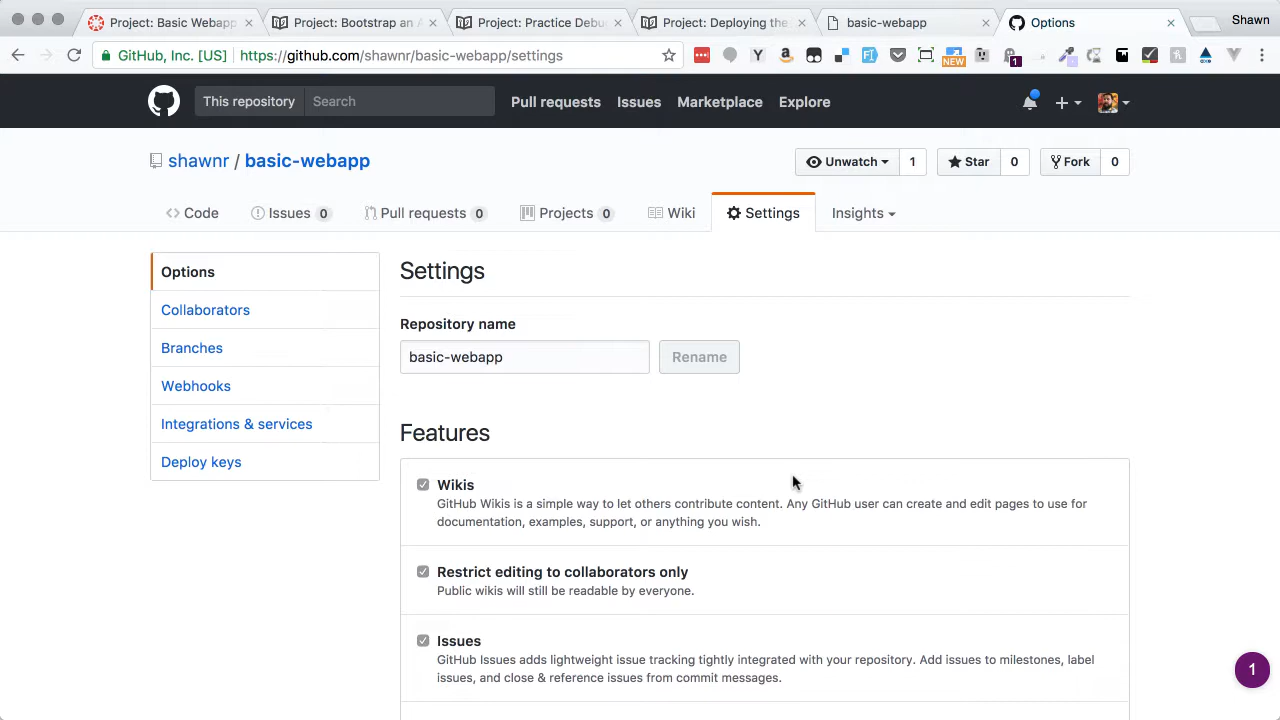 Project: Basic Webapp
Project: Bootstrap an A
Project: Practice Debu
Project: Deploying the
basic-webapp
Options
Shawn
GitHub, Inc. [US]
https://github.com/shawnr/basic-webapp/settings
NEW
1
This repository
Search
Pull requests
Issues
Marketplace
Explore
shawnr / basic-webapp
Unwatch 1
Star 0
Fork 0
Code
Issues 0
Pull requests 0
Projects 0
Wiki
Settings
Insights
Options
Collaborators
Branches
Webhooks
Integrations & services
Deploy keys
Settings
Repository name
basic-webapp
Rename
Features
Wikis
GitHub Wikis is a simple way to let others contribute content. Any GitHub user can create and edit pages to use for
documentation, examples, support, or anything you wish.
Restrict editing to collaborators only
Public wikis will still be readable by everyone.
Issues
GitHub Issues adds lightweight issue tracking tightly integrated with your repository. Add issues to milestones, label
issues, and close & reference issues from commit messages.
1